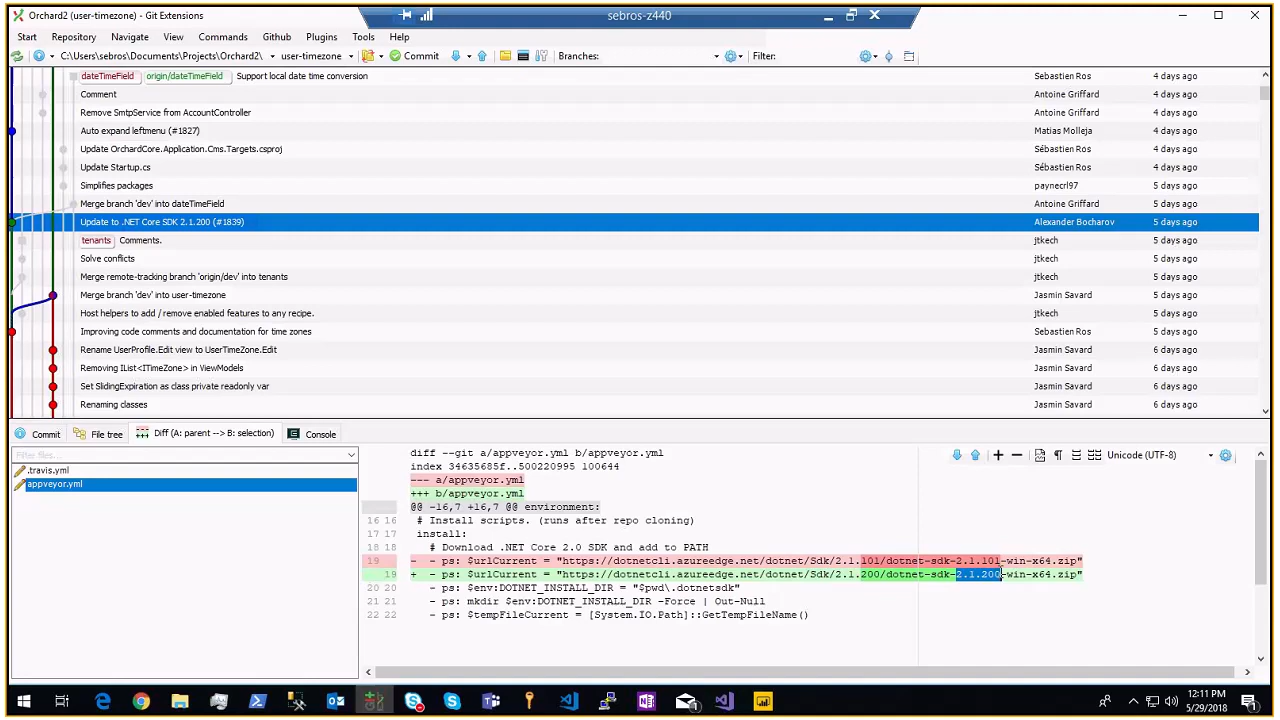 Orchard2 (user-timezone) - Git Extensions
sebros-z440
Start Repository Navigate View Commands Github Plugins Tools Help
C:\Users\sebros\Documents\Projects\Orchard2\ user-timezone Commit Branches: Filter:
dateTimeField origin/dateTimeField Support local date time conversion Sebastien Ros 4 days ago
Comment Antoine Griffard 4 days ago
Remove SmtpService from AccountController Antoine Griffard 4 days ago
Auto expand leftmenu (#1827) Matias Molleja 4 days ago
Update OrchardCore.Application.Cms.Targets.csproj Sébastien Ros 4 days ago
Update Startup.cs Sébastien Ros 4 days ago
Simplifies packages paynecrl97 5 days ago
Merge branch 'dev' into dateTimeField Antoine Griffard 5 days ago
Update to .NET Core SDK 2.1.200 (#1839) Alexander Bocharov 5 days ago
tenants Comments. jtkech 5 days ago
Solve conflicts jtkech 5 days ago
Merge remote-tracking branch 'origin/dev' into tenants jtkech 5 days ago
Merge branch 'dev' into user-timezone Jasmin Savard 5 days ago
Host helpers to add / remove enabled features to any recipe. jtkech 5 days ago
Improving code comments and documentation for time zones Sebastien Ros 5 days ago
Rename UserProfile.Edit view to UserTimeZone.Edit Jasmin Savard 6 days ago
Removing IList<ITimeZone> in ViewModels Jasmin Savard 6 days ago
Set SlidingExpiration as class private readonly var Jasmin Savard 6 days ago
Renaming classes Jasmin Savard 6 days ago
Commit File tree Diff (A: parent --> B: selection) Console
Filter files...
.travis.yml
appveyor.yml
Unicode (UTF-8)
diff --git a/appveyor.yml b/appveyor.yml
index 34635685f..500220995 100644
--- a/appveyor.yml
+++ b/appveyor.yml
@@ -16,7 +16,7 @@ environment:
16 16 # Install scripts. (runs after repo cloning)
17 17 install:
18 18 # Download .NET Core 2.0 SDK and add to PATH
19 - - ps: $urlCurrent = "https://dotnetcli.azureedge.net/dotnet/Sdk/2.1.101/dotnet-sdk-2.1.101-win-x64.zip"
19 + - ps: $urlCurrent = "https://dotnetcli.azureedge.net/dotnet/Sdk/2.1.200/dotnet-sdk-2.1.200-win-x64.zip"
20 20 - ps: $env:DOTNET_INSTALL_DIR = "$pwd\.dotnetsdk"
21 21 - ps: mkdir $env:DOTNET_INSTALL_DIR -Force | Out-Null
22 22 - ps: $tempFileCurrent = [System.IO.Path]::GetTempFileName()
12:11 PM
5/29/2018